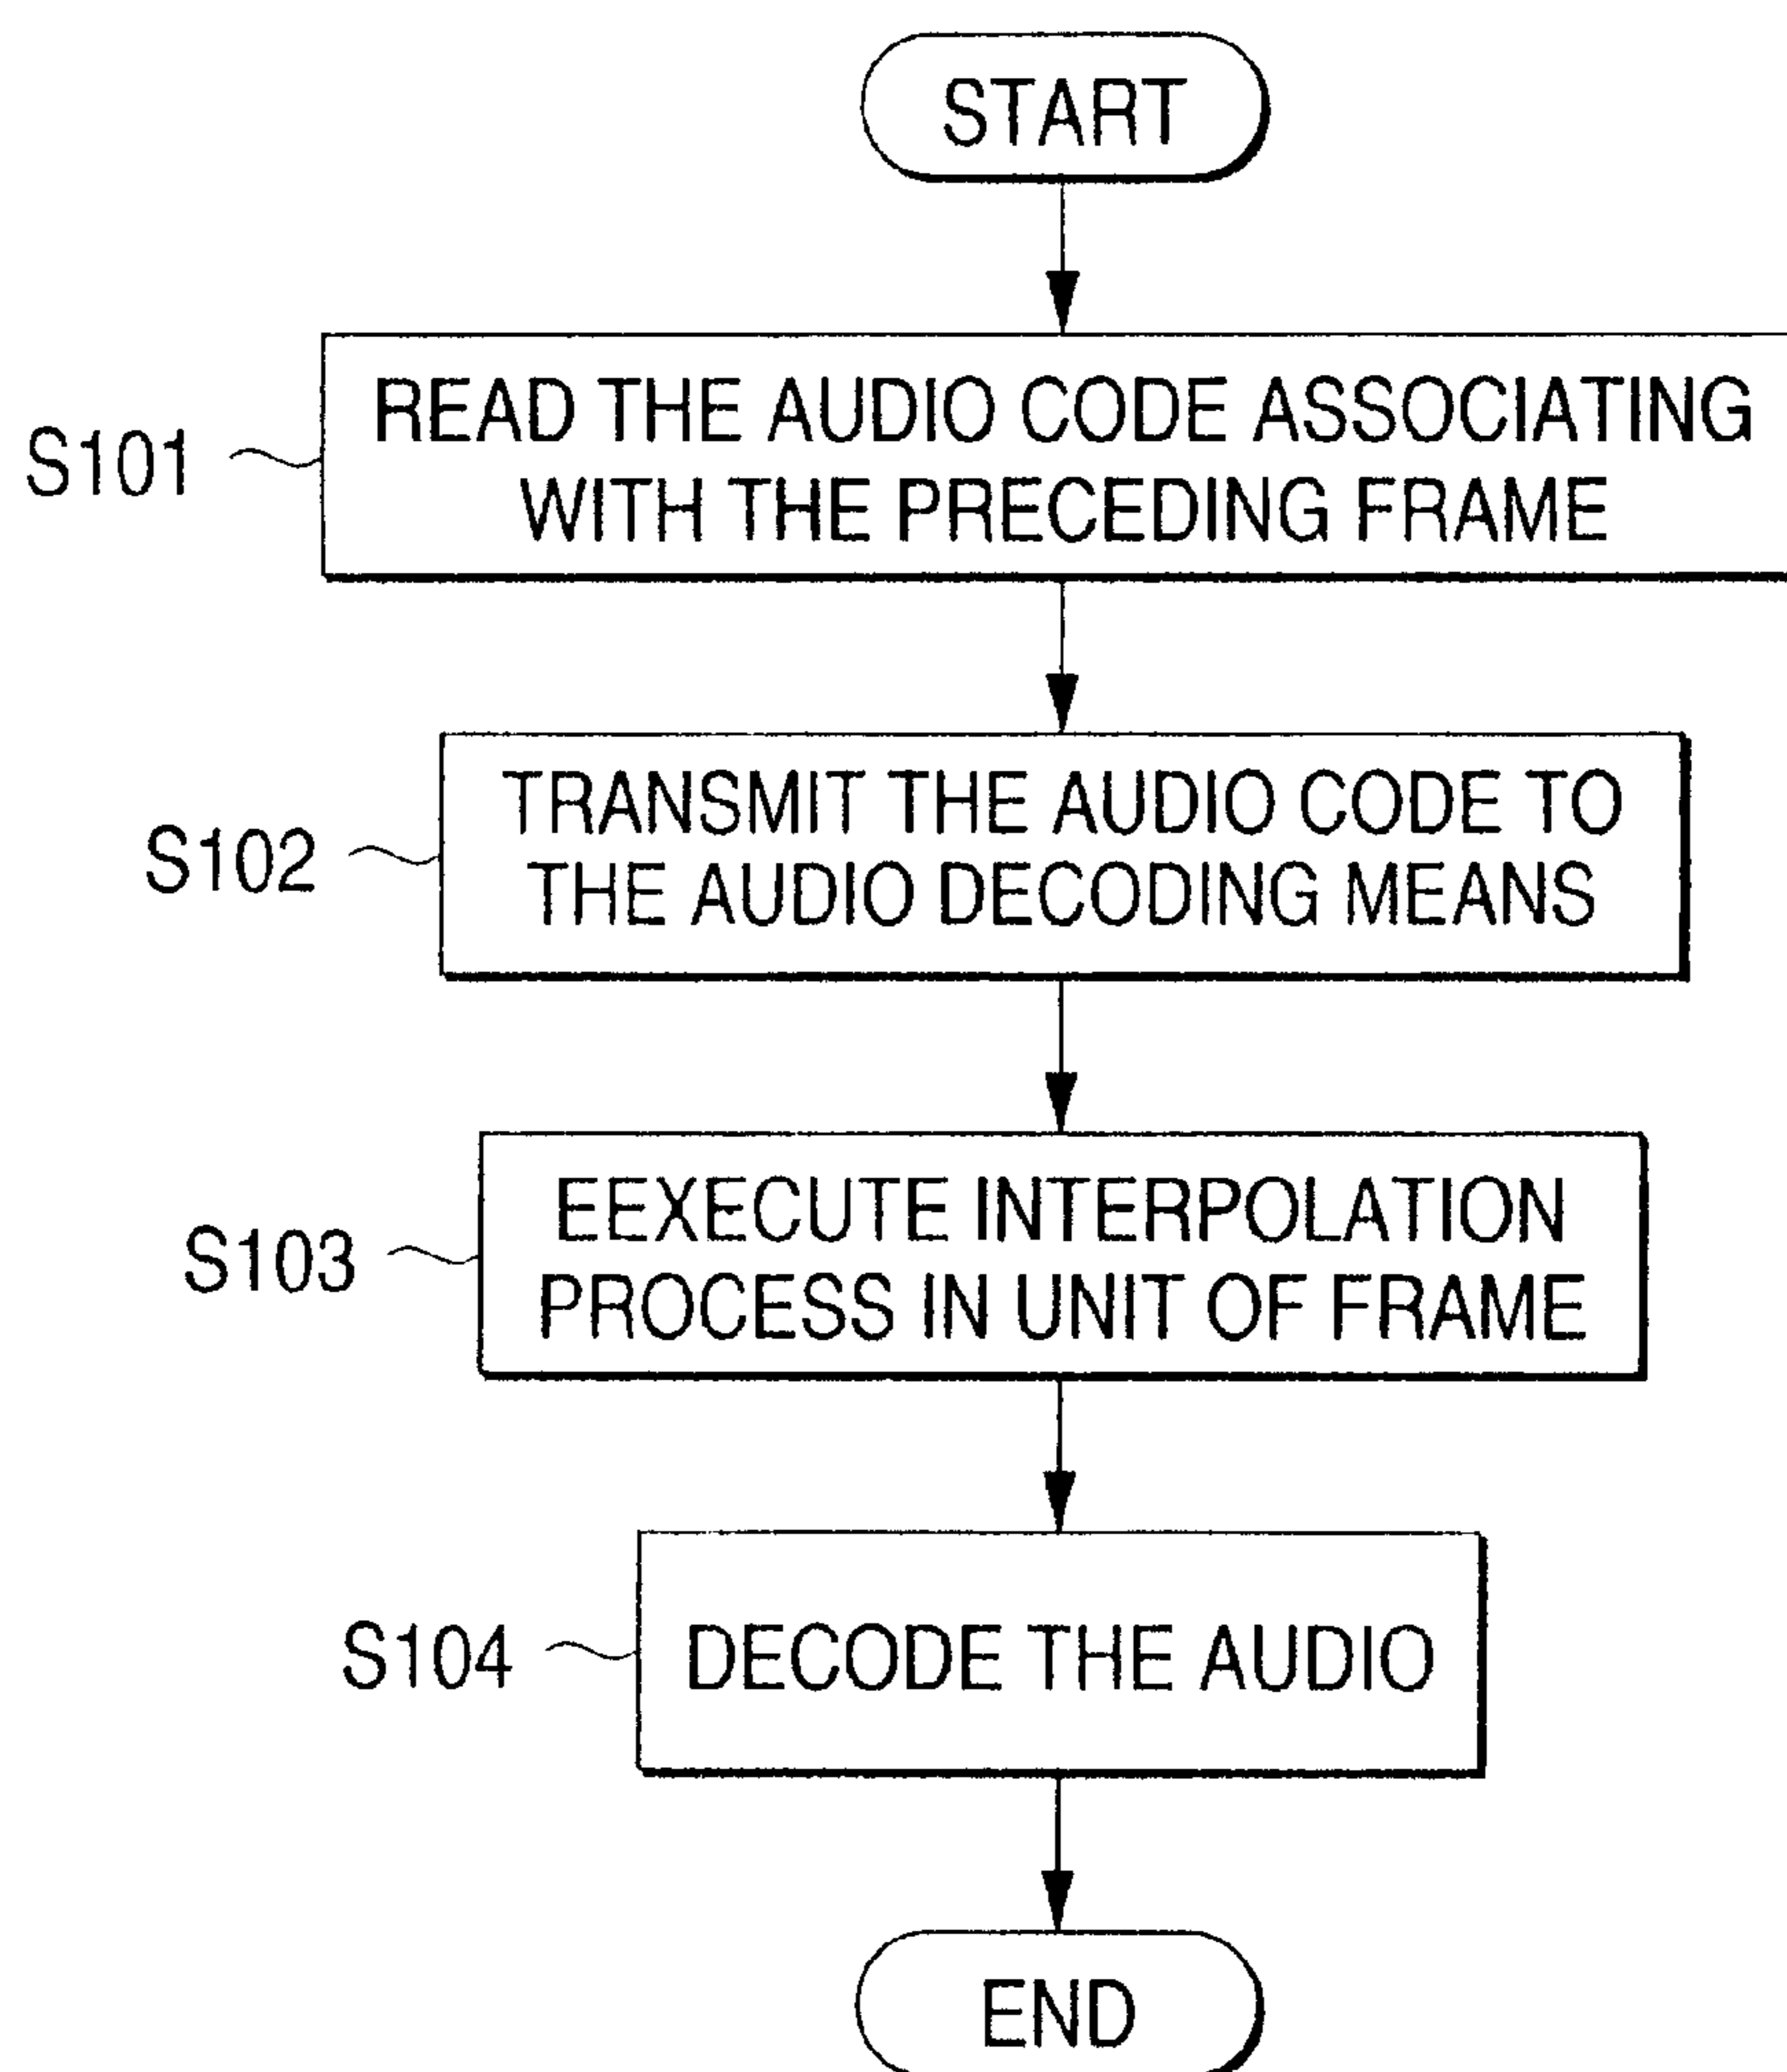 START
S101
READ THE AUDIO CODE ASSOCIATING
WITH THE PRECEDING FRAME
S102
TRANSMIT THE AUDIO CODE TO
THE AUDIO DECODING MEANS
S103
EEXECUTE INTERPOLATION
PROCESS IN UNIT OF FRAME
S104
DECODE THE AUDIO
END